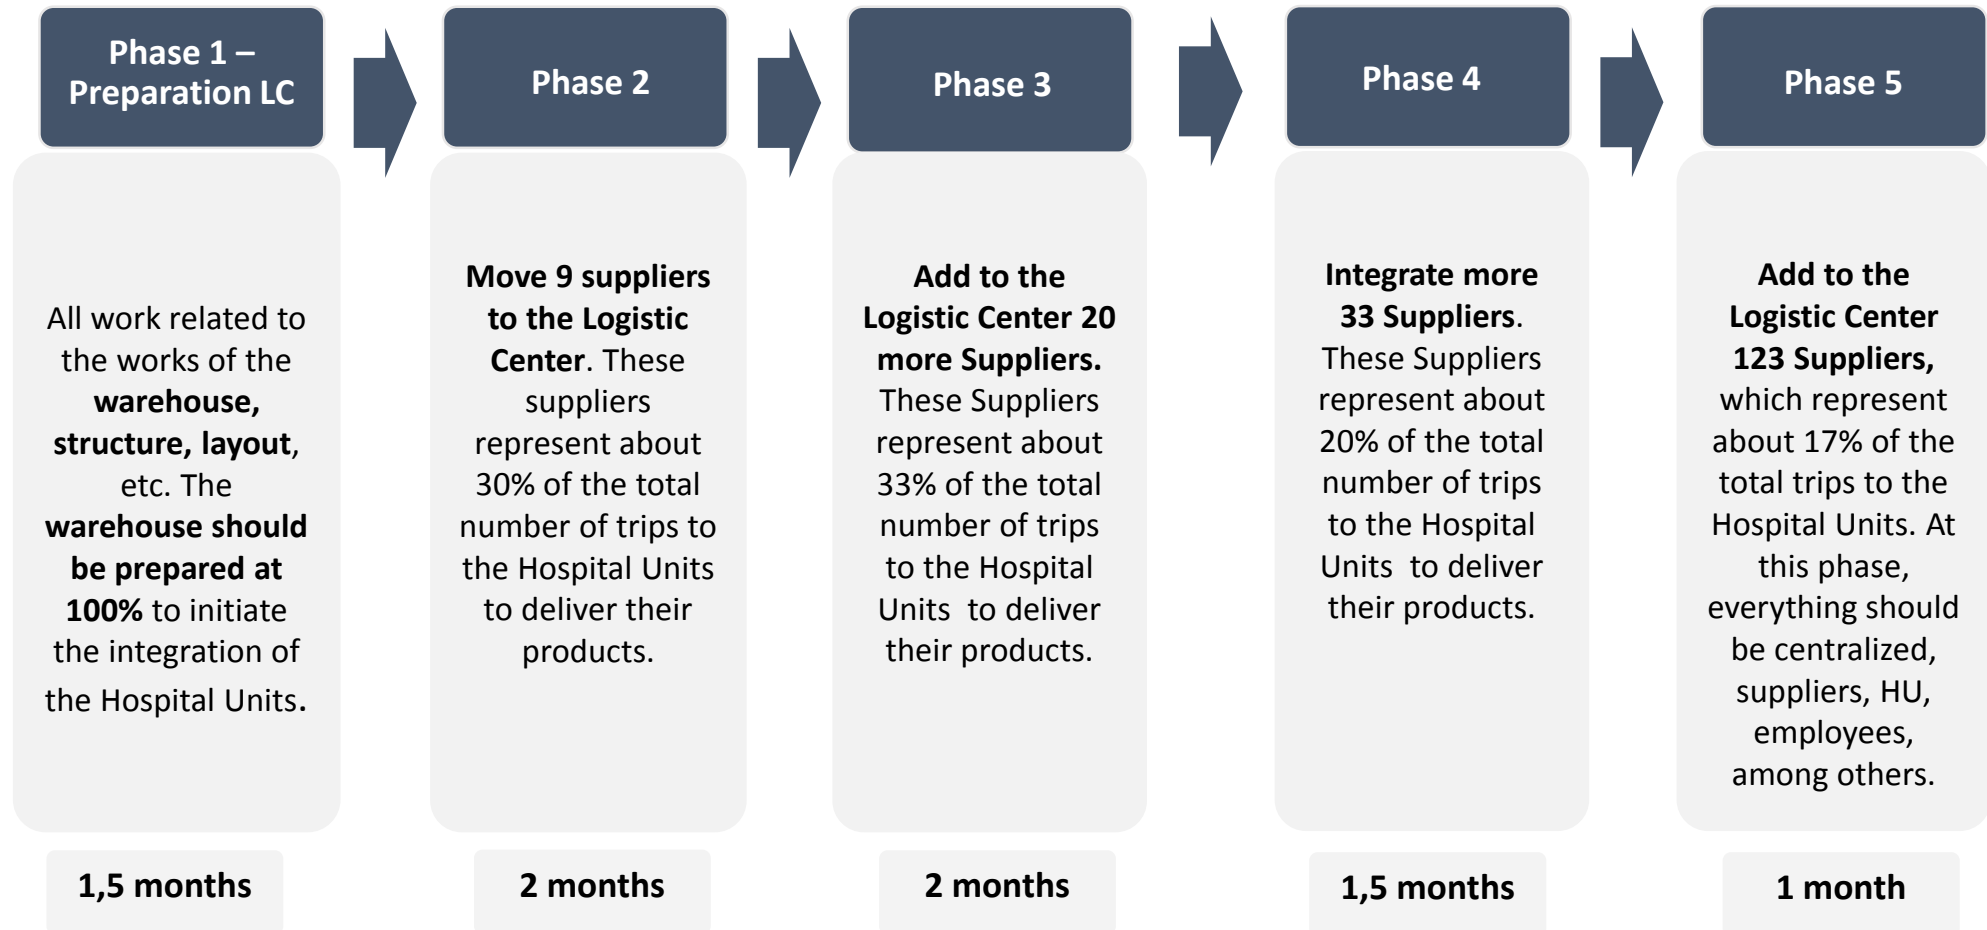 Phase 1 –
Preparation LC
All work related to
the works of the
warehouse,
structure, layout,
etc. The
warehouse should
be prepared at
100% to initiate
the integration of
the Hospital Units.
1,5 months
Phase 2
Move 9 suppliers
to the Logistic
Center. These
suppliers
represent about
30% of the total
number of trips to
the Hospital Units
to deliver their
products.
2 months
Phase 3
Add to the
Logistic Center 20
more Suppliers.
These Suppliers
represent about
33% of the total
number of trips
to the Hospital
Units  to deliver
their products.
2 months
Phase 4
Integrate more
33 Suppliers.
These Suppliers
represent about
20% of the total
number of trips
to the Hospital
Units  to deliver
their products.
1,5 months
Phase 5
Add to the
Logistic Center
123 Suppliers,
which represent
about 17% of the
total trips to the
Hospital Units. At
this phase,
everything should
be centralized,
suppliers, HU,
employees,
among others.
1 month